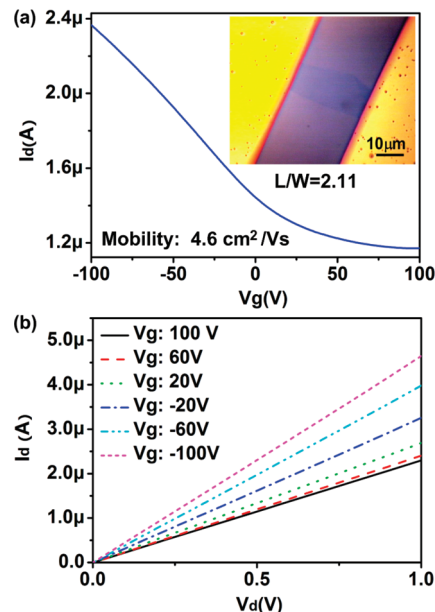 (a)
2.4μ
2.0μ
1.6μ
1.2μ
Id(A)
10μm
L/W=2.11
Mobility: 4.6 cm²/Vs
-100 -50 0 50 100
Vg(V)
(b)
5.0μ
4.0μ
3.0μ
2.0μ
1.0μ
0.0
Id (A)
Vg: 100 V
Vg: 60V
Vg: 20V
Vg: -20V
Vg: -60V
Vg: -100V
0.0 0.5 1.0
Vd(V)